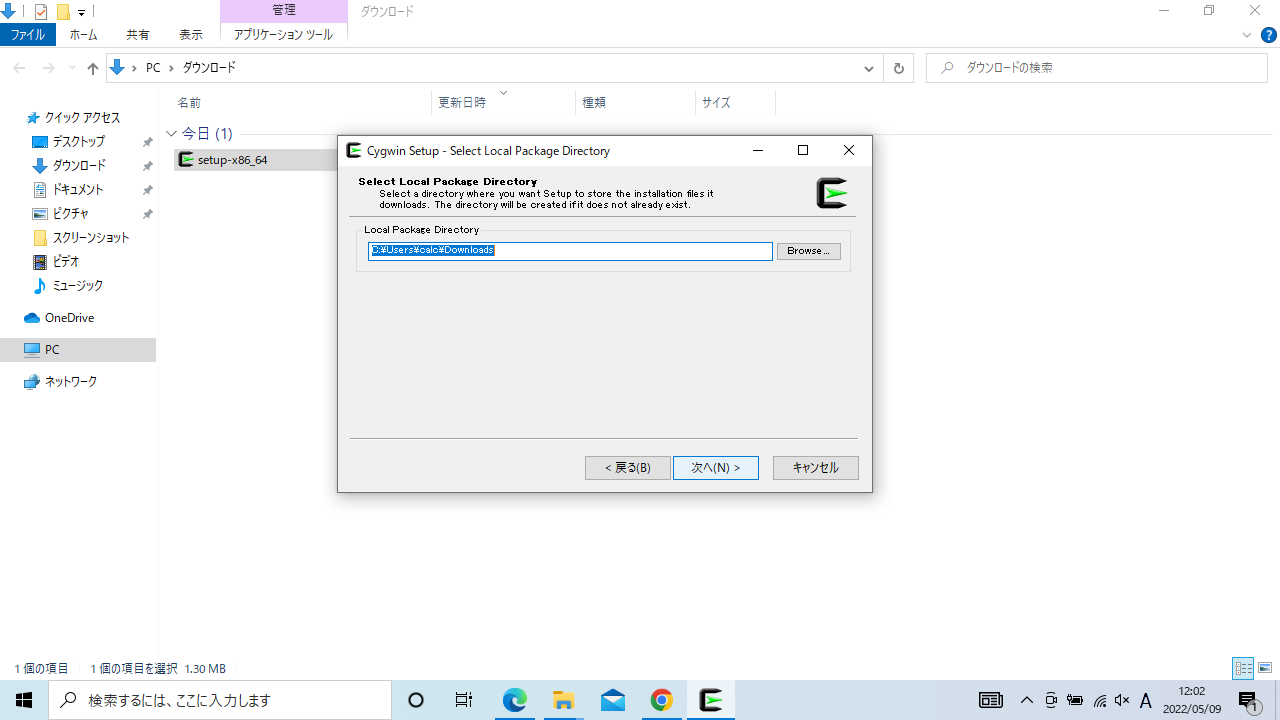 管理
ダウンロード
ファイル
ホーム
共有
表示
アプリケーション ツール
PC
ダウンロード
ダウンロードの検索
クイック アクセス
デスクトップ
ダウンロード
ドキュメント
ピクチャ
スクリーンショット
ビデオ
ミュージック
OneDrive
PC
ネットワーク
名前
更新日時
種類
サイズ
今日 (1)
setup-x86_64
Cygwin Setup - Select Local Package Directory
Select Local Package Directory
Select a directory where you want Setup to store the installation files it
downloads. The directory will be created if it does not already exist.
Local Package Directory
C:¥Users¥calc¥Downloads
Browse...
< 戻る(B)
次へ(N) >
キャンセル
1 個の項目
1 個の項目を選択 1.30 MB
検索するには、ここに入力します
A
12:02
2022/05/09
1